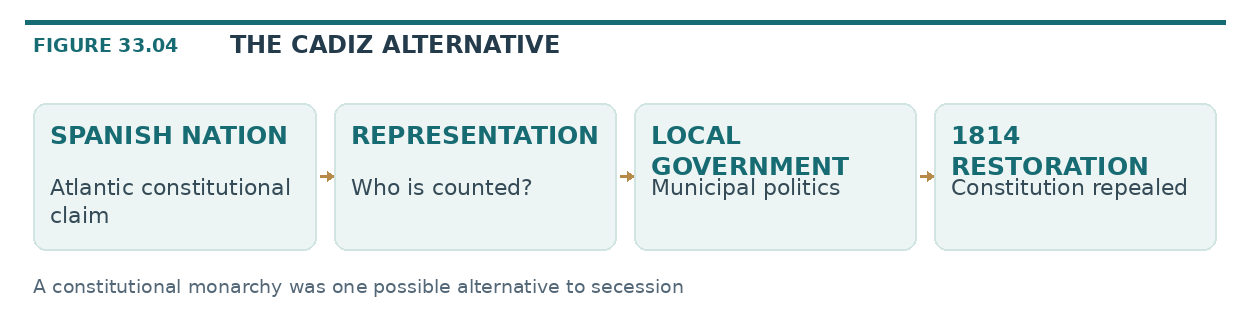 FIGURE 33.04 THE CADIZ ALTERNATIVE
SPANISH NATION
Atlantic constitutional
claim
REPRESENTATION
Who is counted?
LOCAL
GOVERNMENT
Municipal politics
1814
RESTORATION
Constitution repealed
A constitutional monarchy was one possible alternative to secession